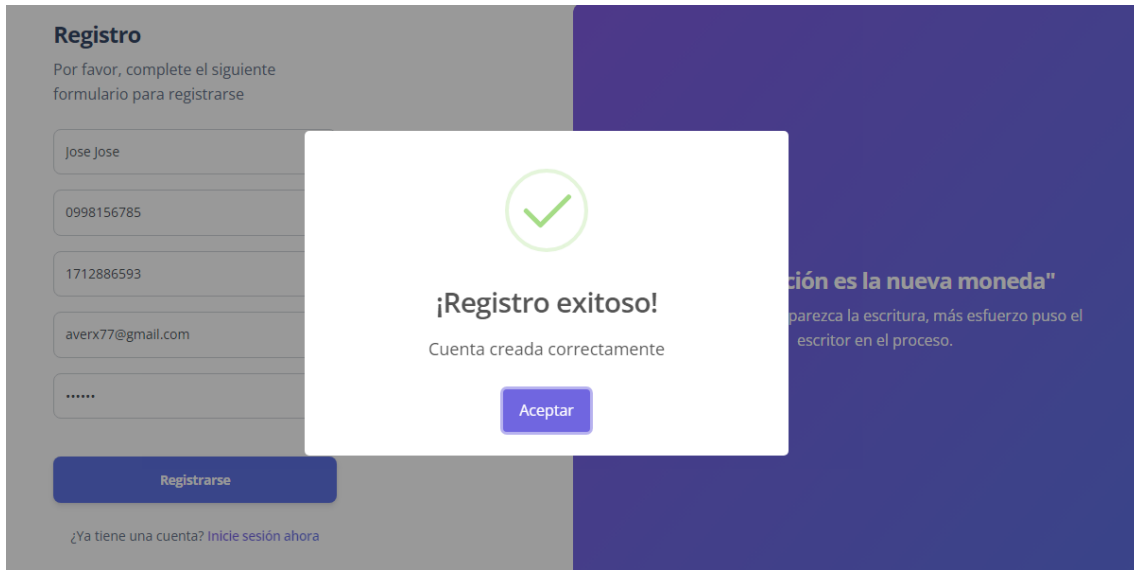 Registro
Por favor, complete el siguiente
formulario para registrarse
Jose Jose
0998156785
1712886593
averx77@gmail.com
••••••
Registrarse
¿Ya tiene una cuenta? Inicie sesión ahora
¡Registro exitoso!
Cuenta creada correctamente
Aceptar
ción es la nueva moneda"
parezca la escritura, más esfuerzo puso el
escritor en el proceso.